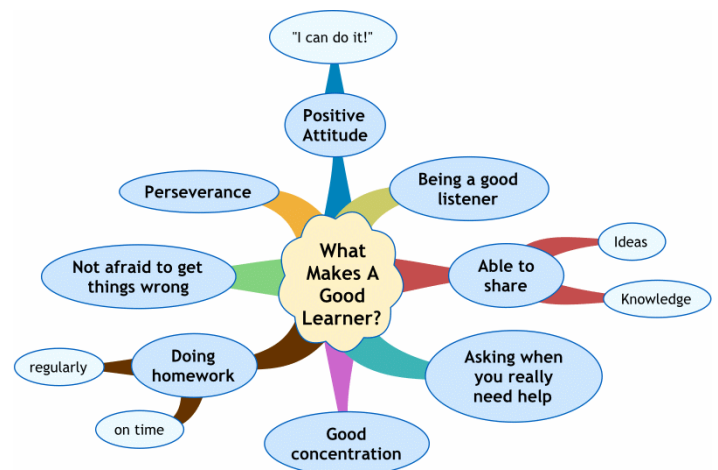 "I can do it!"
Positive
Attitude
Perseverance
Being a good
listener
What
Makes A
Good
Learner?
Not afraid to get
things wrong
Able to
share
Ideas
Knowledge
Doing
homework
regularly
on time
Asking when
you really
need help
Good
concentration